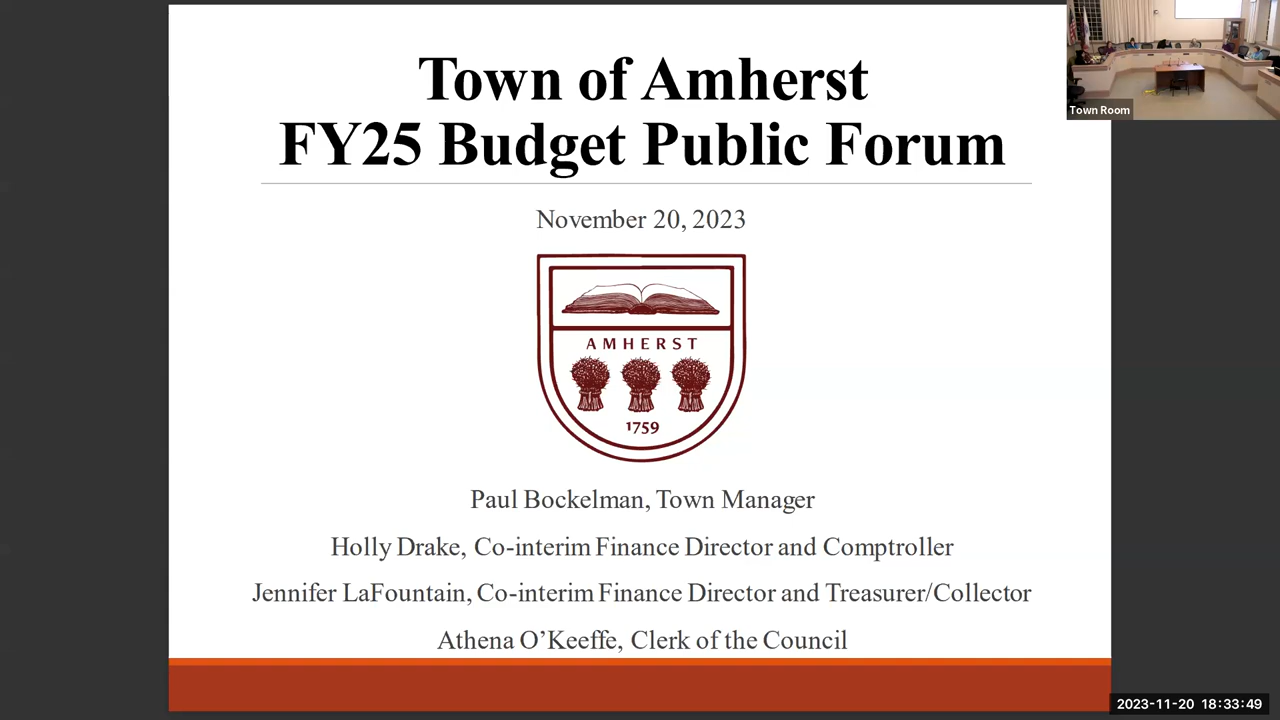 Town of Amherst
FY25 Budget Public Forum
November 20, 2023
AMHERST
1759
Paul Bockelman, Town Manager
Holly Drake, Co-interim Finance Director and Comptroller
Jennifer LaFountain, Co-interim Finance Director and Treasurer/Collector
Athena O’Keeffe, Clerk of the Council
Town Room
2023-11-20 18:33:49